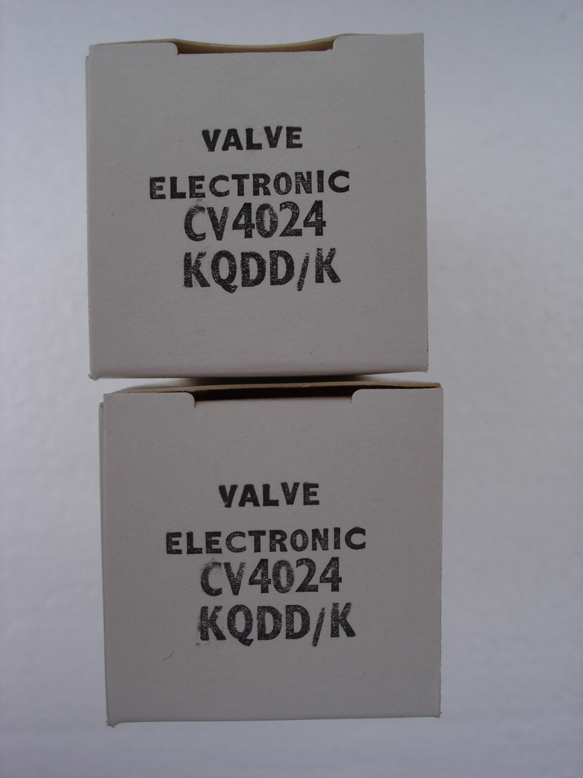 VALVE
ELECTRONIC
CV4024
KQDD/K
VALVE
ELECTRONIC
CV4024
KQDD/K